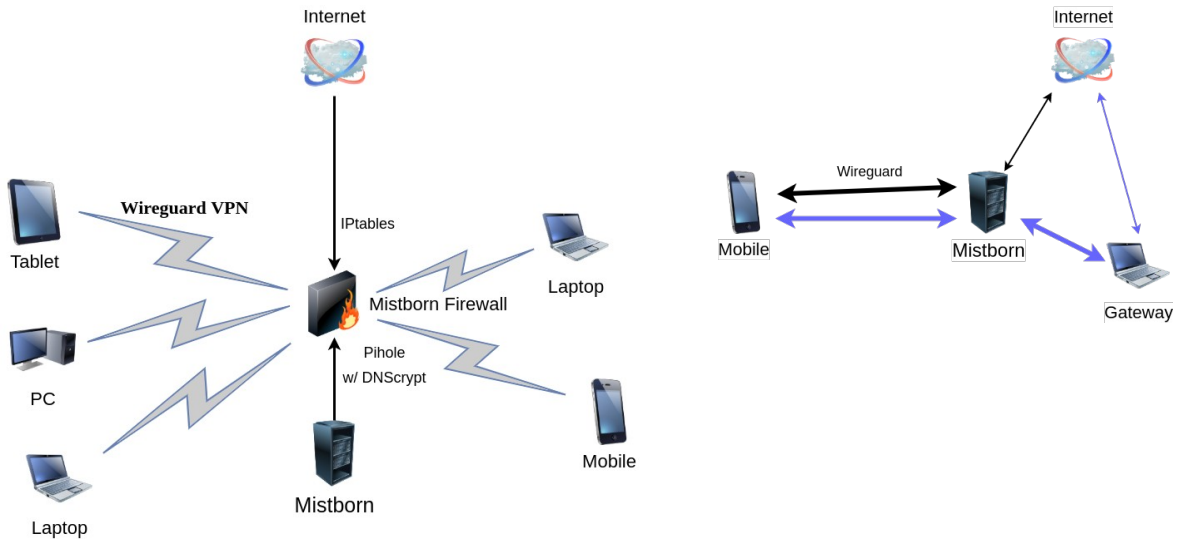 Internet
Wireguard VPN
IPtables
Tablet
Mistborn Firewall
Laptop
PC
Pihole
w/ DNScrypt
Mobile
Mistborn
Laptop
Internet
Wireguard
Mobile
Mistborn
Gateway